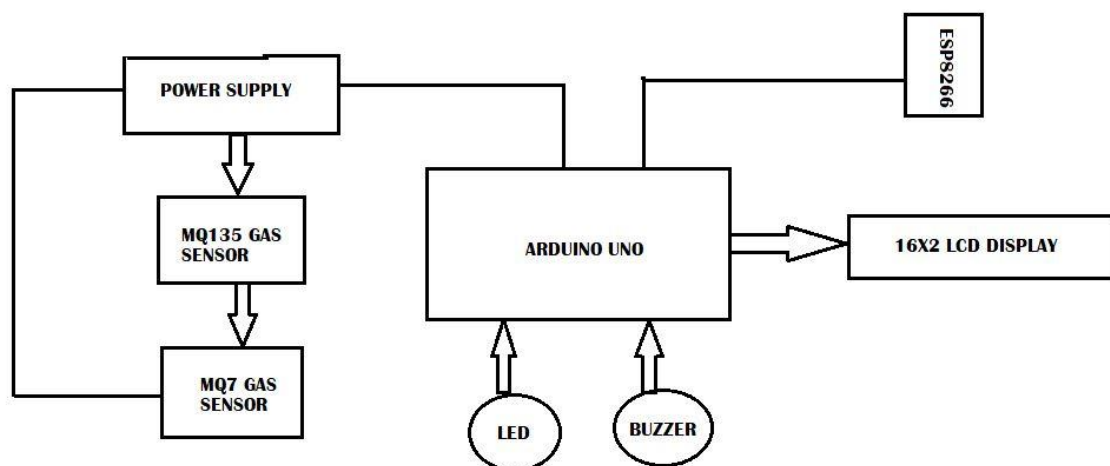 POWER SUPPLY
ESP8266
MQ135 GAS
SENSOR
ARDUINO UNO
16X2 LCD DISPLAY
MQ7 GAS
SENSOR
LED
BUZZER